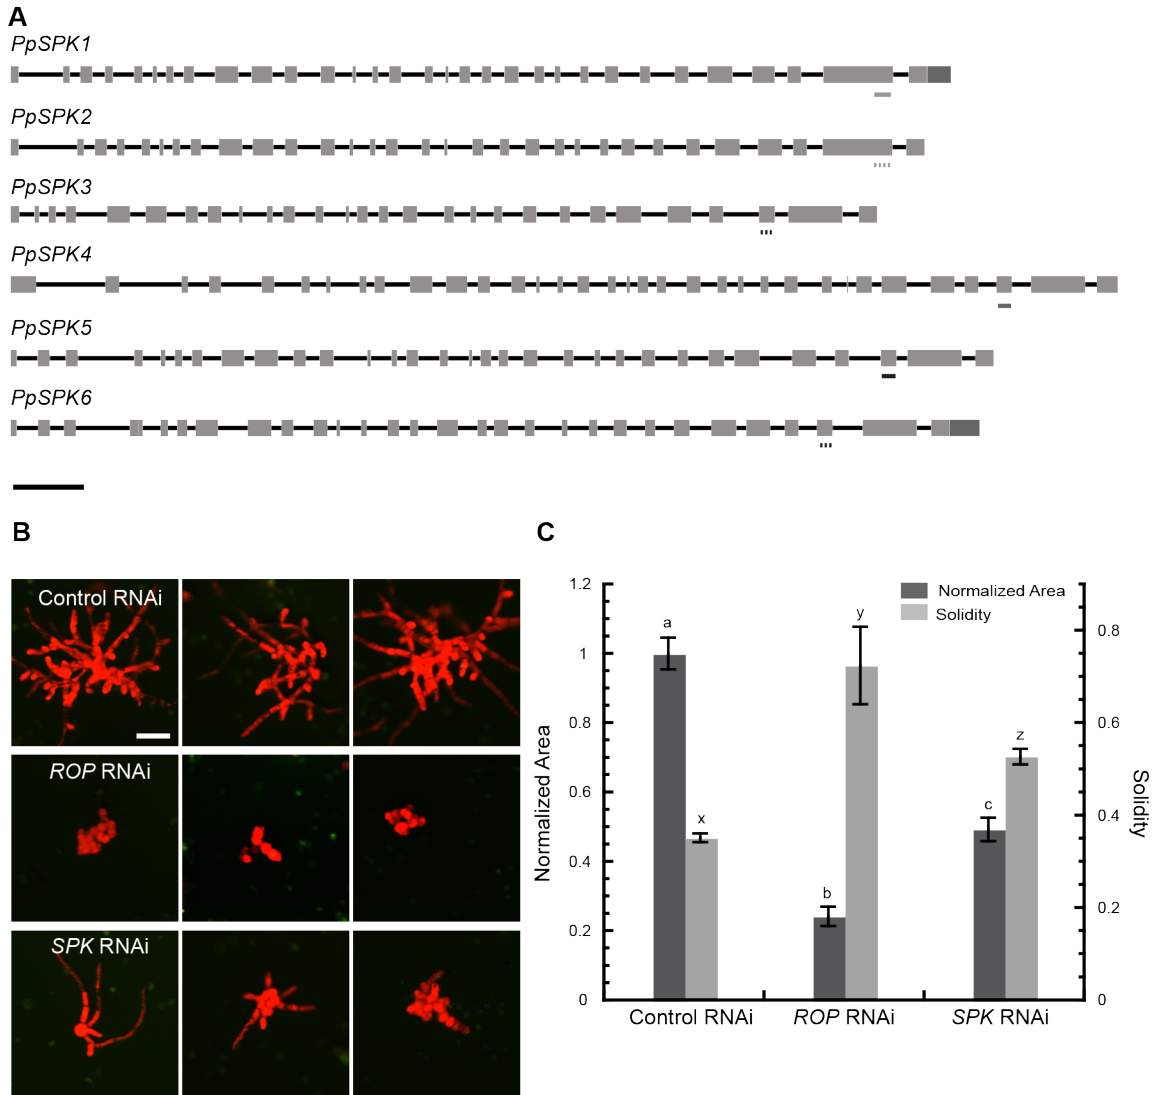 A
PpSPK1
PpSPK2
PpSPK3
PpSPK4
PpSPK5
PpSPK6
B
Control RNAi
ROP RNAi
SPK RNAi
C
Normalized Area
Solidity
1.2
1
0.8
0.6
0.4
0.2
0
Normalized Area
a
x
b
y
c
z
0.8
0.6
0.4
0.2
0
Solidity
Control RNAi
ROP RNAi
SPK RNAi